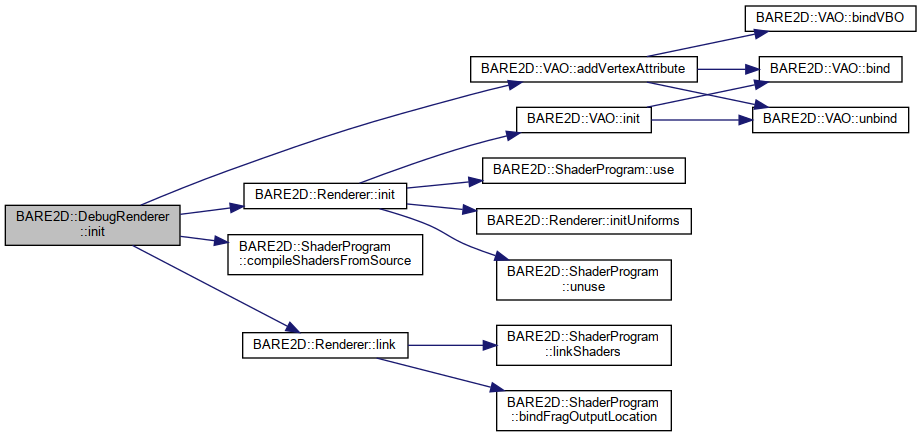 BARE2D::VAO::bindVBO
BARE2D::VAO::addVertexAttribute
BARE2D::VAO::bind
BARE2D::VAO::init
BARE2D::VAO::unbind
BARE2D::ShaderProgram::use
BARE2D::Renderer::init
BARE2D::Renderer::initUniforms
BARE2D::DebugRenderer
::init
BARE2D::ShaderProgram
::compileShadersFromSource
BARE2D::ShaderProgram
::unuse
BARE2D::Renderer::link
BARE2D::ShaderProgram
::linkShaders
BARE2D::ShaderProgram
::bindFragOutputLocation